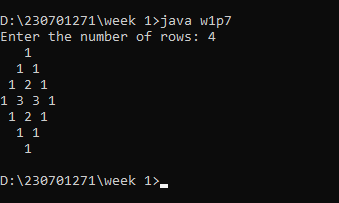 D:\230701271\week 1>java w1p7
Enter the number of rows: 4
   1
  1 1
 1 2 1
1 3 3 1
 1 2 1
  1 1
   1

D:\230701271\week 1>